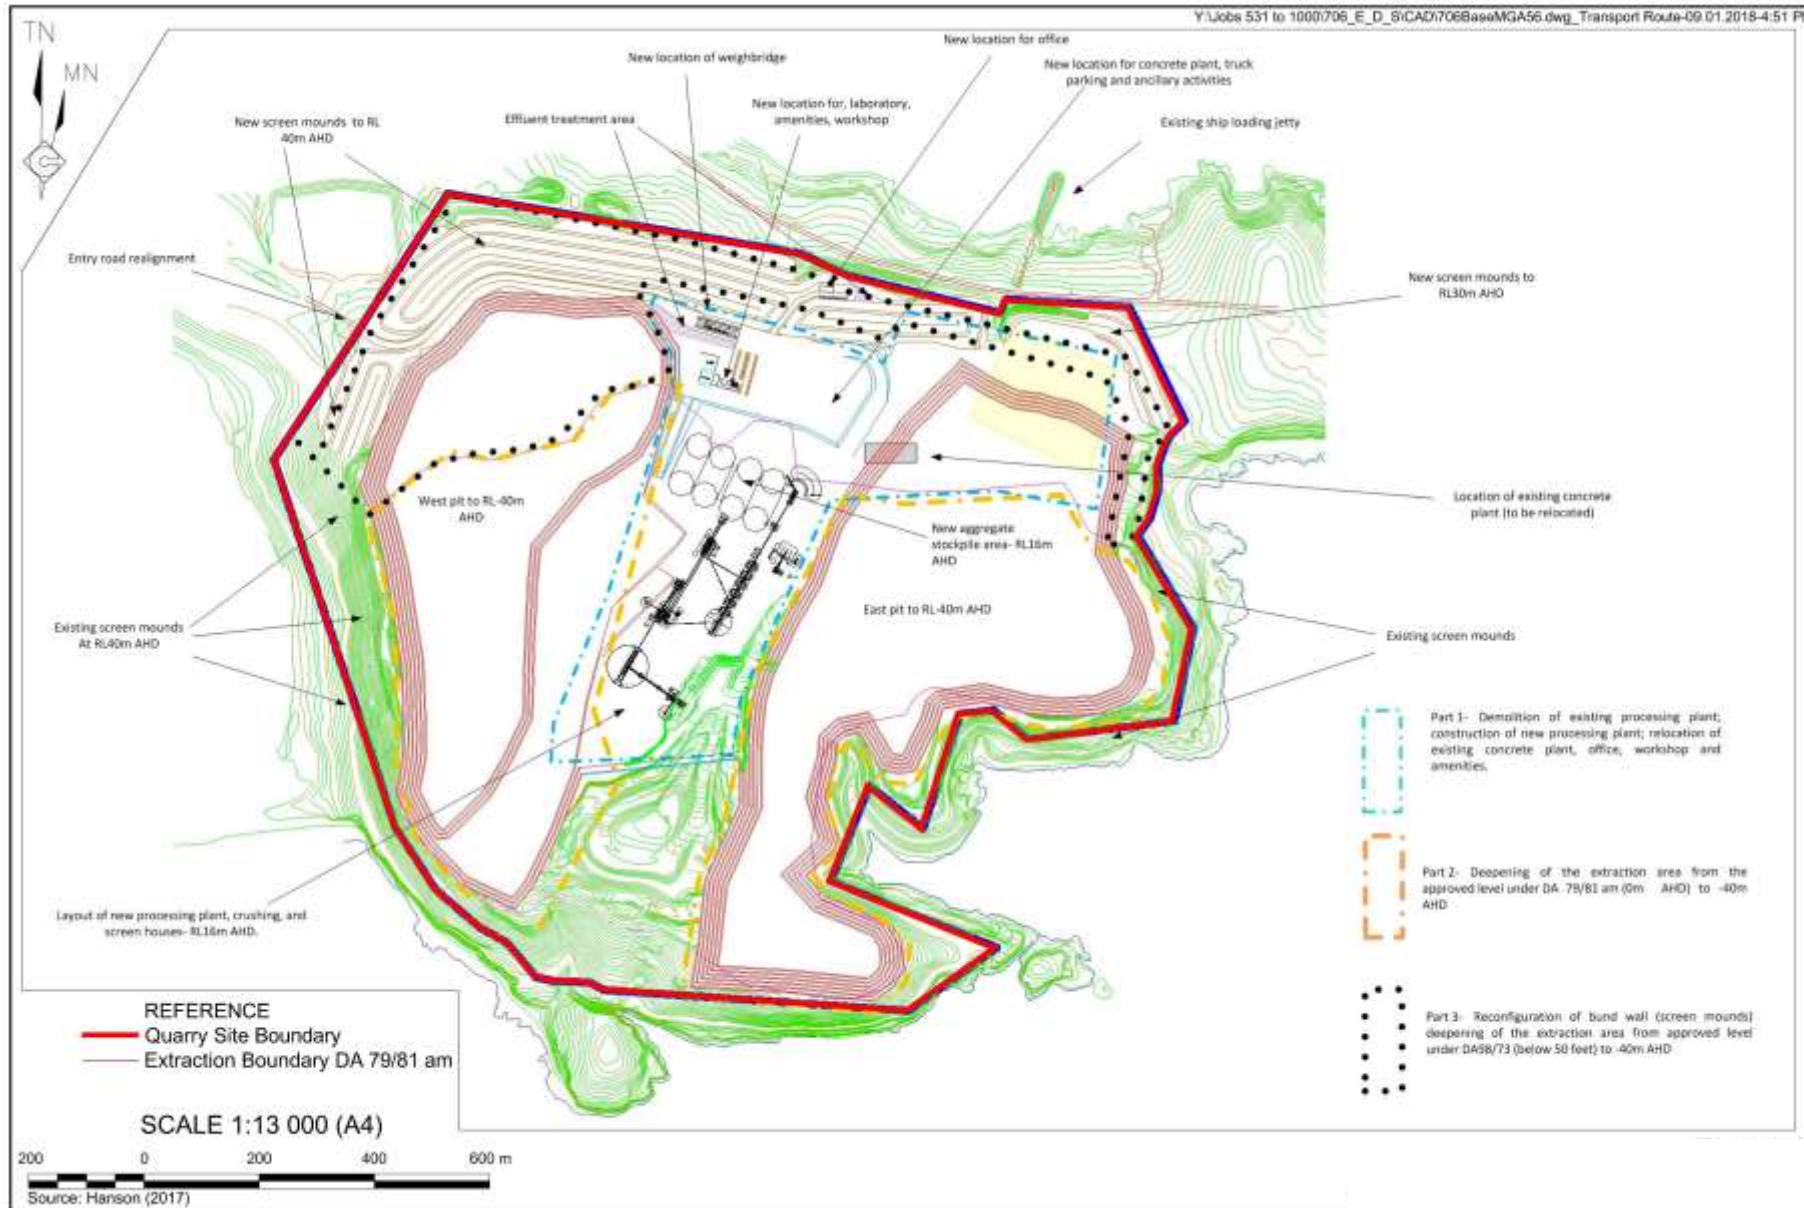 Y:\Jobs 531 to 1000\706_E_D_S\CAD\706BaseMGA56.dwg_Transport Route-09.01.2018-4:51 P
TN
MN
New location for office
New location of weighbridge
New location for concrete plant, truck
parking and ancillary activities
New location for, laboratory,
amenities, workshop
New screen mounds to RL
40m AHD
Effluent treatment area
Existing ship loading jetty
Entry road realignment
New screen mounds to
RL30m AHD
West pit to RL-40m
AHD
Location of existing concrete
plant (to be relocated)
New aggregate
stockpile area- RL16m
AHD
East pit to RL-40m AHD
Existing screen mounds
At RL40m AHD
Existing screen mounds
Part 1- Demolition of existing processing plant;
construction of new processing plant; relocation of
existing concrete plant, office, workshop and
amenities.
Part 2- Deepening of the extraction area from the
approved level under DA 79/81 am (0m AHD) to -40m
AHD
Layout of new processing plant, crushing, and
screen houses- RL16m AHD.
Part 3- Reconfiguration of bund wall (screen mounds)
deepening of the extraction area from approved level
under DA98/73 (below 50 feet) to -40m AHD
REFERENCE
Quarry Site Boundary
Extraction Boundary DA 79/81 am
SCALE 1:13 000 (A4)
200 0 200 400 600 m
Source: Hanson (2017)